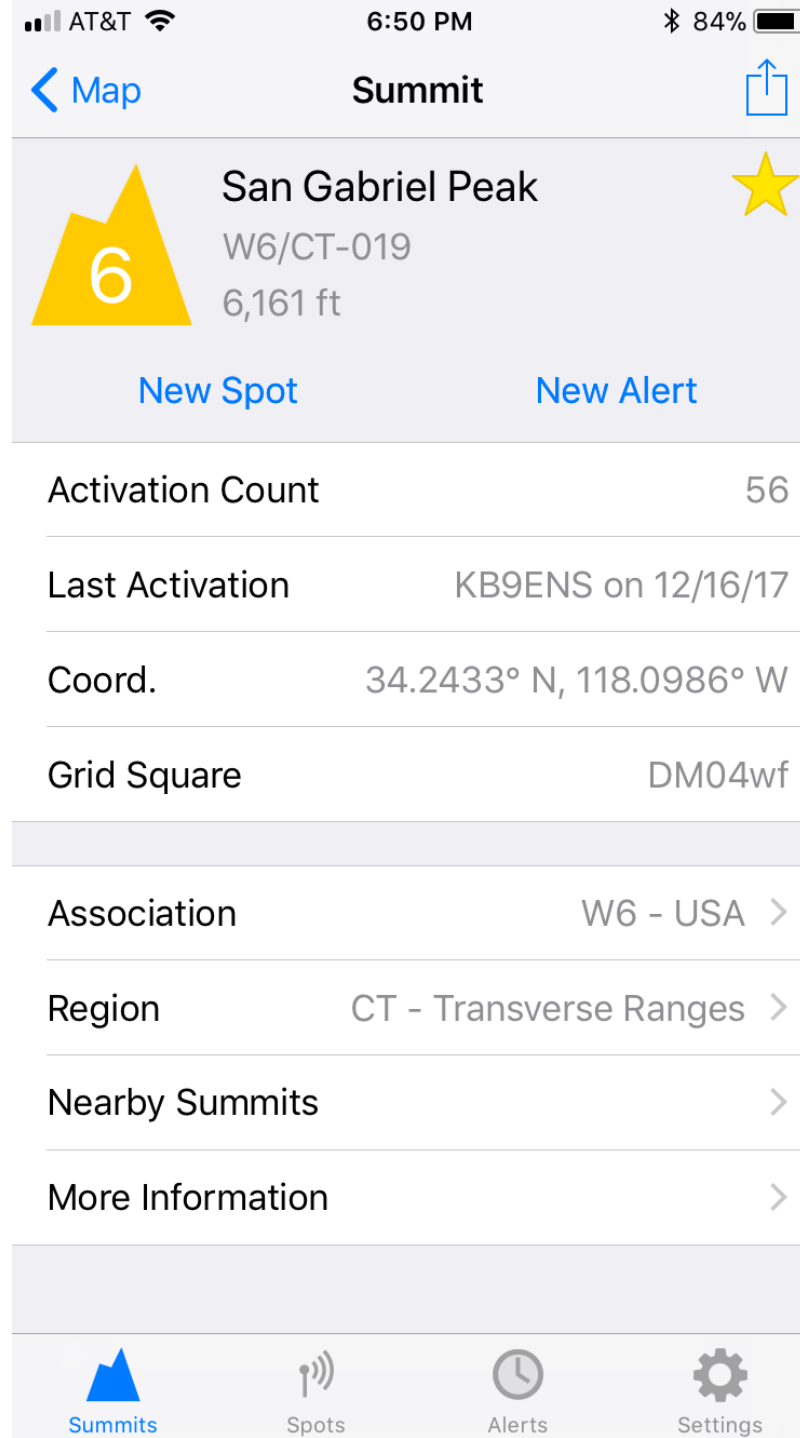 AT&T 6:50 PM 84%
Map Summit
San Gabriel Peak
6
W6/CT-019
6,161 ft
New Spot New Alert
Activation Count 56
Last Activation KB9ENS on 12/16/17
Coord. 34.2433° N, 118.0986° W
Grid Square DM04wf
Association W6 - USA
Region CT - Transverse Ranges
Nearby Summits
More Information
Summits Spots Alerts Settings